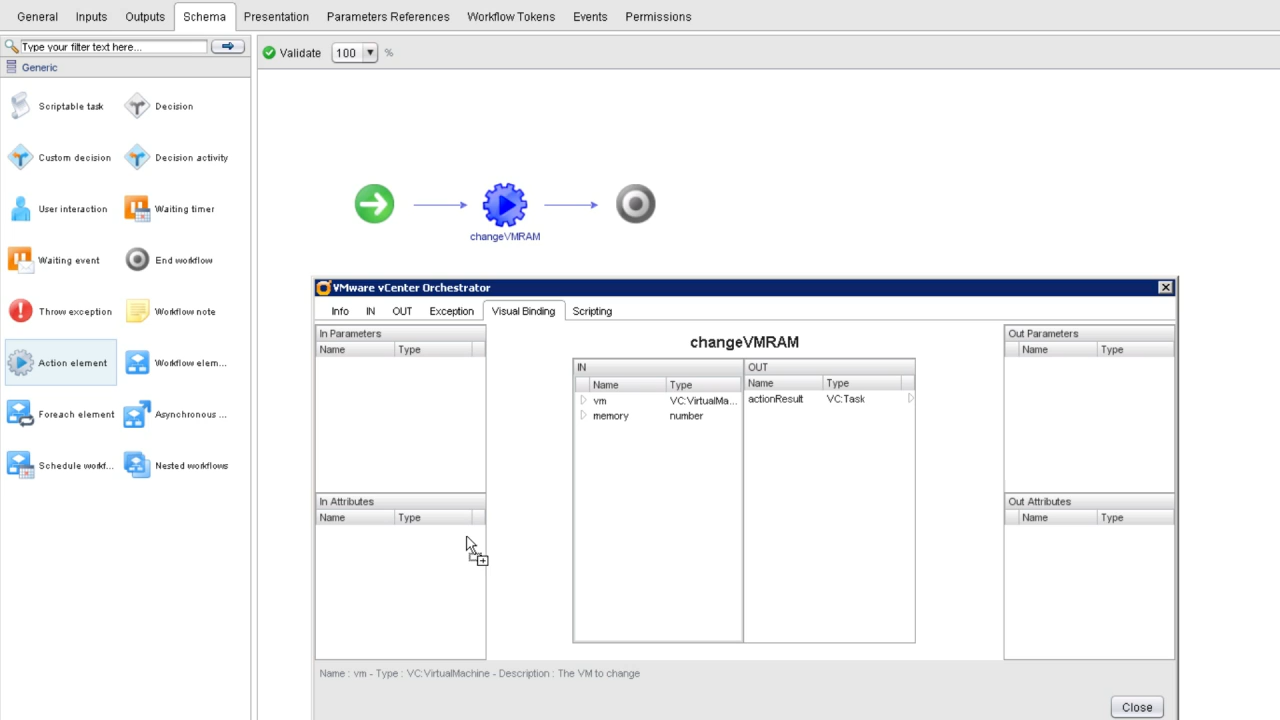 General Inputs Outputs Schema Presentation Parameters References Workflow Tokens Events Permissions
Type your filter text here...
Validate 100 %
Generic
Scriptable task Decision
Custom decision Decision activity
User interaction Waiting timer
Waiting event End workflow
Throw exception Workflow note
Action element Workflow elem...
Foreach element Asynchronous ...
Schedule workf... Nested workflows
changeVMRAM
VMware vCenter Orchestrator
Info IN OUT Exception Visual Binding Scripting
In Parameters
Name Type
In Attributes
Name Type
changeVMRAM
IN
Name Type
vm VC:VirtualMa...
memory number
OUT
Name Type
actionResult VC:Task
Out Parameters
Name Type
Out Attributes
Name Type
Name : vm - Type : VC:VirtualMachine - Description : The VM to change
Close